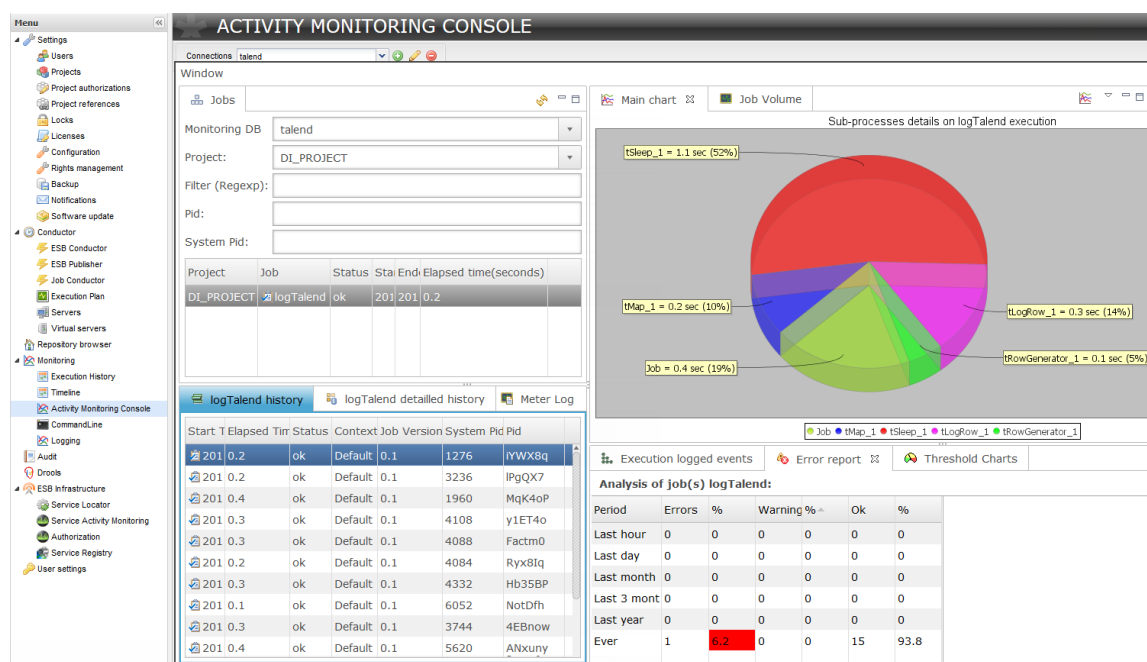 Menu
Settings
Users
Projects
Project authorizations
Project references
Locks
Licenses
Configuration
Rights management
Backup
Notifications
Software update
Conductor
ESB Conductor
ESB Publisher
Job Conductor
Execution Plan
Servers
Virtual servers
Repository browser
Monitoring
Execution History
Timeline
Activity Monitoring Console
CommandLine
Logging
Audit
Drools
ESB Infrastructure
Service Locator
Service Activity Monitoring
Authorization
Service Registry
User settings
ACTIVITY MONITORING CONSOLE
Connections talend
Window
Jobs
Monitoring DB talend
Project: DI_PROJECT
Filter (Regexp):
Pid:
System Pid:
Project Job Status Sta End Elapsed time(seconds)
DI_PROJECT logTalend ok 201 201 0.2
logTalend history logTalend detailled history Meter Log
Start T Elapsed Tim Status Context Job Version System Pid Pid
201 0.2 ok Default 0.1 1276 iYWX8q
201 0.2 ok Default 0.1 3236 lPgQX7
201 0.4 ok Default 0.1 1960 MqK4oP
201 0.3 ok Default 0.1 4108 y1ET4o
201 0.3 ok Default 0.1 4088 Factm0
201 0.2 ok Default 0.1 4084 Ryx8Iq
201 0.3 ok Default 0.1 4332 Hb35BP
201 0.1 ok Default 0.1 6052 NotDfh
201 0.3 ok Default 0.1 3744 4EBnow
201 0.4 ok Default 0.1 5620 ANxuny
Main chart Job Volume
Sub-processes details on logTalend execution
tSleep_1 = 1.1 sec (52%)
tMap_1 = 0.2 sec (10%)
tLogRow_1 = 0.3 sec (14%)
tRowGenerator_1 = 0.1 sec (5%)
Job = 0.4 sec (19%)
Job tMap_1 tSleep_1 tLogRow_1 tRowGenerator_1
Execution logged events Error report Threshold Charts
Analysis of job(s) logTalend:
Period Errors % Warning % Ok %
Last hour 0 0 0 0 0 0
Last day 0 0 0 0 0 0
Last month 0 0 0 0 0 0
Last 3 mont 0 0 0 0 0 0
Last year 0 0 0 0 0 0
Ever 1 6.2 0 0 15 93.8